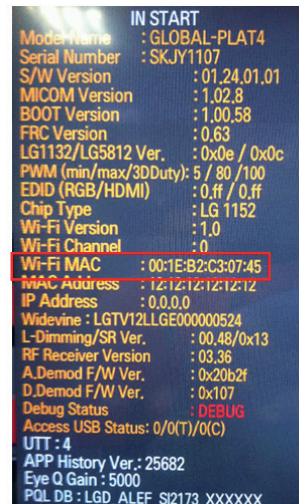 IN START
Model Name : GLOBAL-PLAT4
Serial Number : SKJY1107
S/W Version : 01.24.01.01
MICOM Version : 1.02.8
BOOT Version : 1.00.58
FRC Version : 0.63
LG1132/LG5812 Ver. : 0x0e / 0x0c
PWM (min/max/3DDuty): 5 / 80 /100
EDID (RGB/HDMI) : 0.ff / 0.ff
Chip Type : LG 1152
Wi-Fi Version : 1.0
Wi-Fi Channel : 0
Wi-Fi MAC : 00:1E:B2:C3:07:45
MAC Address : 12:12:12:12:12:12
IP Address : 0.0.0.0
Widevine : LGTV12LLGE000000524
L-Dimming/SR Ver. : 00.48/0x13
RF Receiver Version : 03.36
A.Demod F/W Ver. : 0x20b2f
D.Demod F/W Ver. : 0x107
Debug Status : DEBUG
Access USB Status: 0/0(T)/0(C)
UTT : 4
APP History Ver.: 25682
Eye Q Gain : 5000
PQL DB : LGD_ALEF_SI2173_XXXXXX